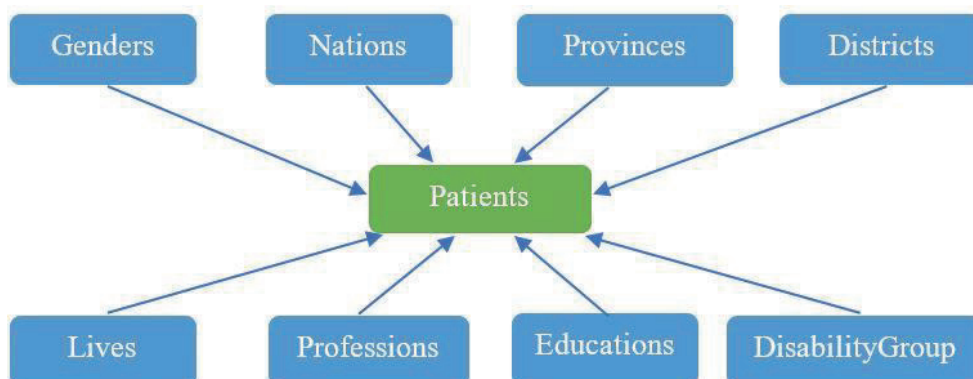 Genders
Nations
Provinces
Districts
Patients
Lives
Professions
Educations
DisabilityGroup